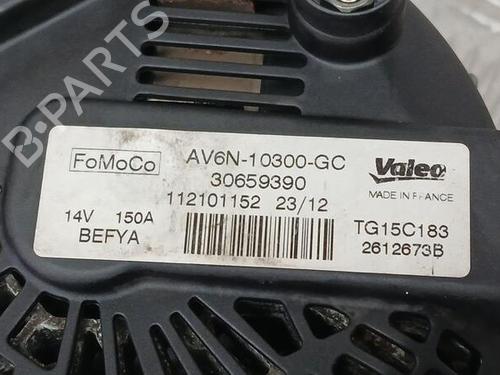 B-PARTS
FoMoCo
AV6N-10300-GC
30659390
112101152 23/12
14V 150A
BEFYA
Valeo
MADE IN FRANCE
TG15C183
2612673B